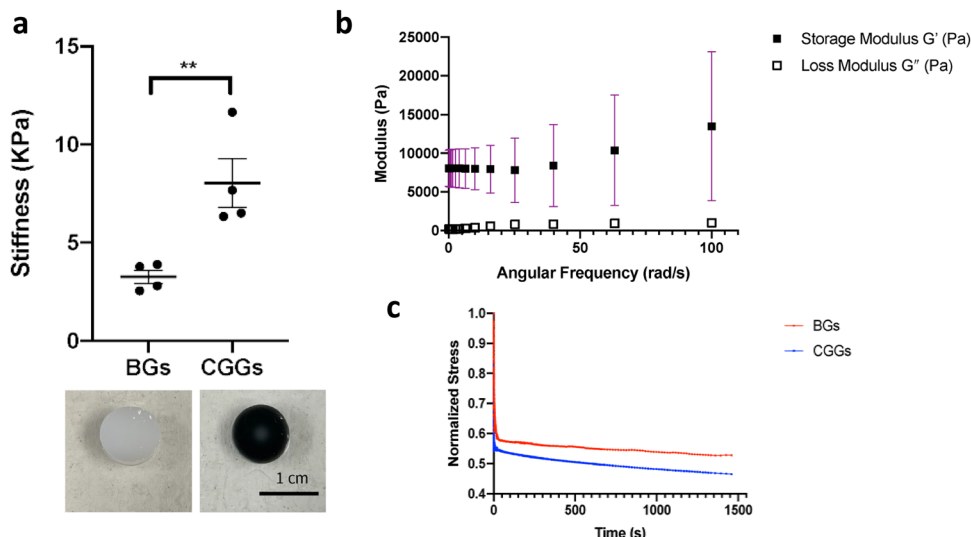 a
15
10
5
0
Stiffness (KPa)
**
BGs
CGGs
1 cm
b
25000
20000
15000
10000
5000
0
Modulus (Pa)
0
50
100
Angular Frequency (rad/s)
Storage Modulus G’ (Pa)
Loss Modulus G″ (Pa)
c
1.0
0.9
0.8
0.7
0.6
0.5
0.4
Normalized Stress
0
500
1000
1500
Time (s)
BGs
CGGs